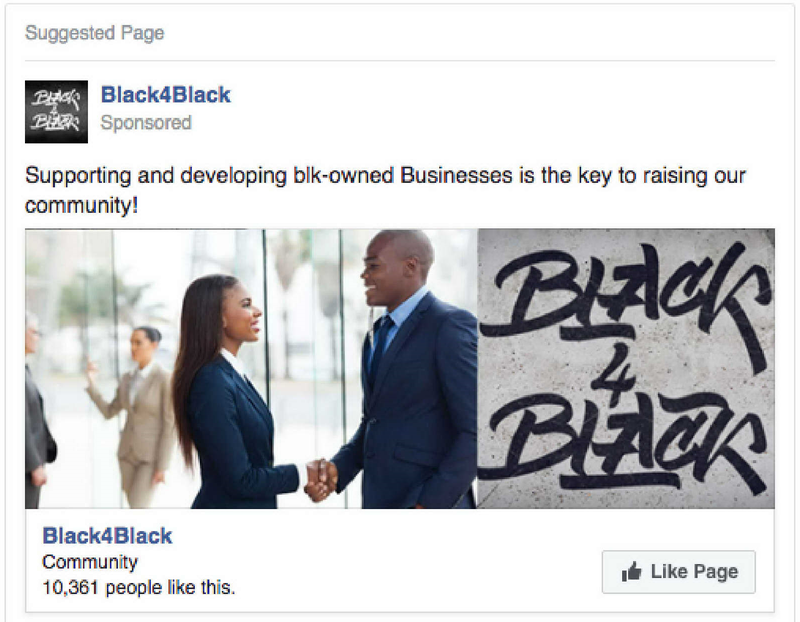 Suggested Page
BLACK
4
BLACK
Black4Black
Sponsored
Supporting and developing blk-owned Businesses is the key to raising our
community!
BLACK
4
BLACK
Black4Black
Community
10,361 people like this.
Like Page